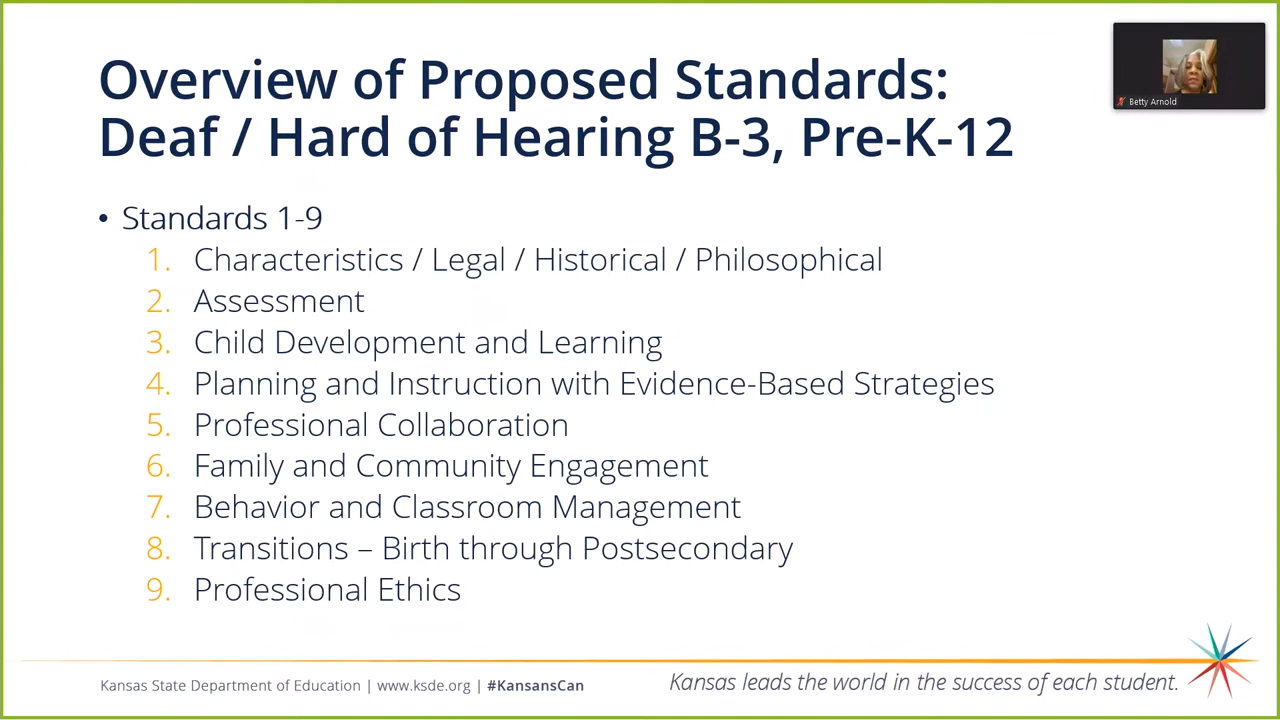 Overview of Proposed Standards:
Deaf / Hard of Hearing B-3, Pre-K-12
Betty Arnold
• Standards 1-9
1. Characteristics / Legal / Historical / Philosophical
2. Assessment
3. Child Development and Learning
4. Planning and Instruction with Evidence-Based Strategies
5. Professional Collaboration
6. Family and Community Engagement
7. Behavior and Classroom Management
8. Transitions – Birth through Postsecondary
9. Professional Ethics
Kansas State Department of Education | www.ksde.org | #KansansCan
Kansas leads the world in the success of each student.